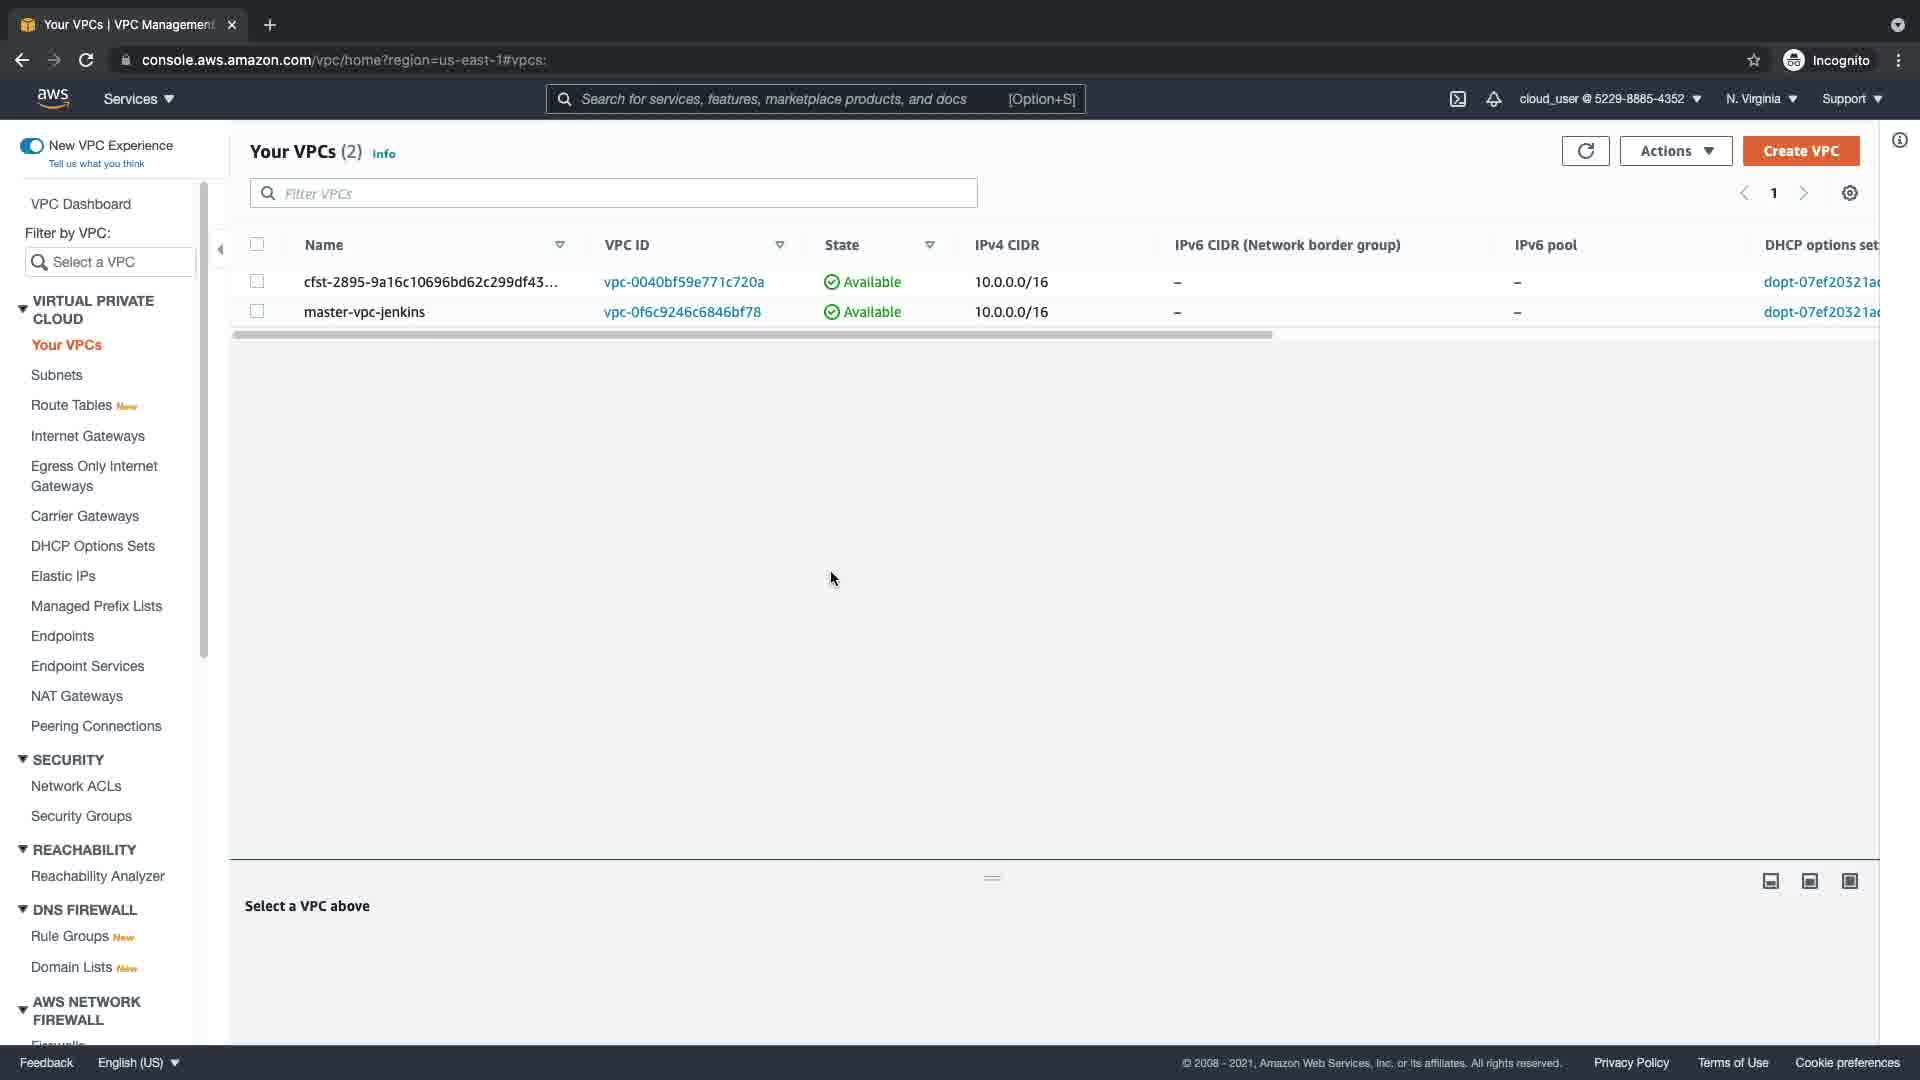 Your VPCs | VPC Management
console.aws.amazon.com/vpc/home?region=us-east-1#vpcs:
Incognito
aws
Services
Search for services, features, marketplace products, and docs [Option+S]
cloud_user @ 5229-8885-4352
N. Virginia
Support
New VPC Experience
Tell us what you think
VPC Dashboard
Filter by VPC:
Select a VPC
VIRTUAL PRIVATE
CLOUD
Your VPCs
Subnets
Route Tables New
Internet Gateways
Egress Only Internet
Gateways
Carrier Gateways
DHCP Options Sets
Elastic IPs
Managed Prefix Lists
Endpoints
Endpoint Services
NAT Gateways
Peering Connections
SECURITY
Network ACLs
Security Groups
REACHABILITY
Reachability Analyzer
DNS FIREWALL
Rule Groups New
Domain Lists New
AWS NETWORK
FIREWALL
Firewalls
Your VPCs (2) Info
Actions
Create VPC
Filter VPCs
1
Name VPC ID State IPv4 CIDR IPv6 CIDR (Network border group) IPv6 pool DHCP options set
cfst-2895-9a16c10696bd62c299df43... vpc-0040bf59e771c720a Available 10.0.0.0/16 – – dopt-07ef20321a
master-vpc-jenkins vpc-0f6c9246c6846bf78 Available 10.0.0.0/16 – – dopt-07ef20321a
Select a VPC above
Feedback
English (US)
© 2008 - 2021, Amazon Web Services, Inc. or its affiliates. All rights reserved.
Privacy Policy
Terms of Use
Cookie preferences